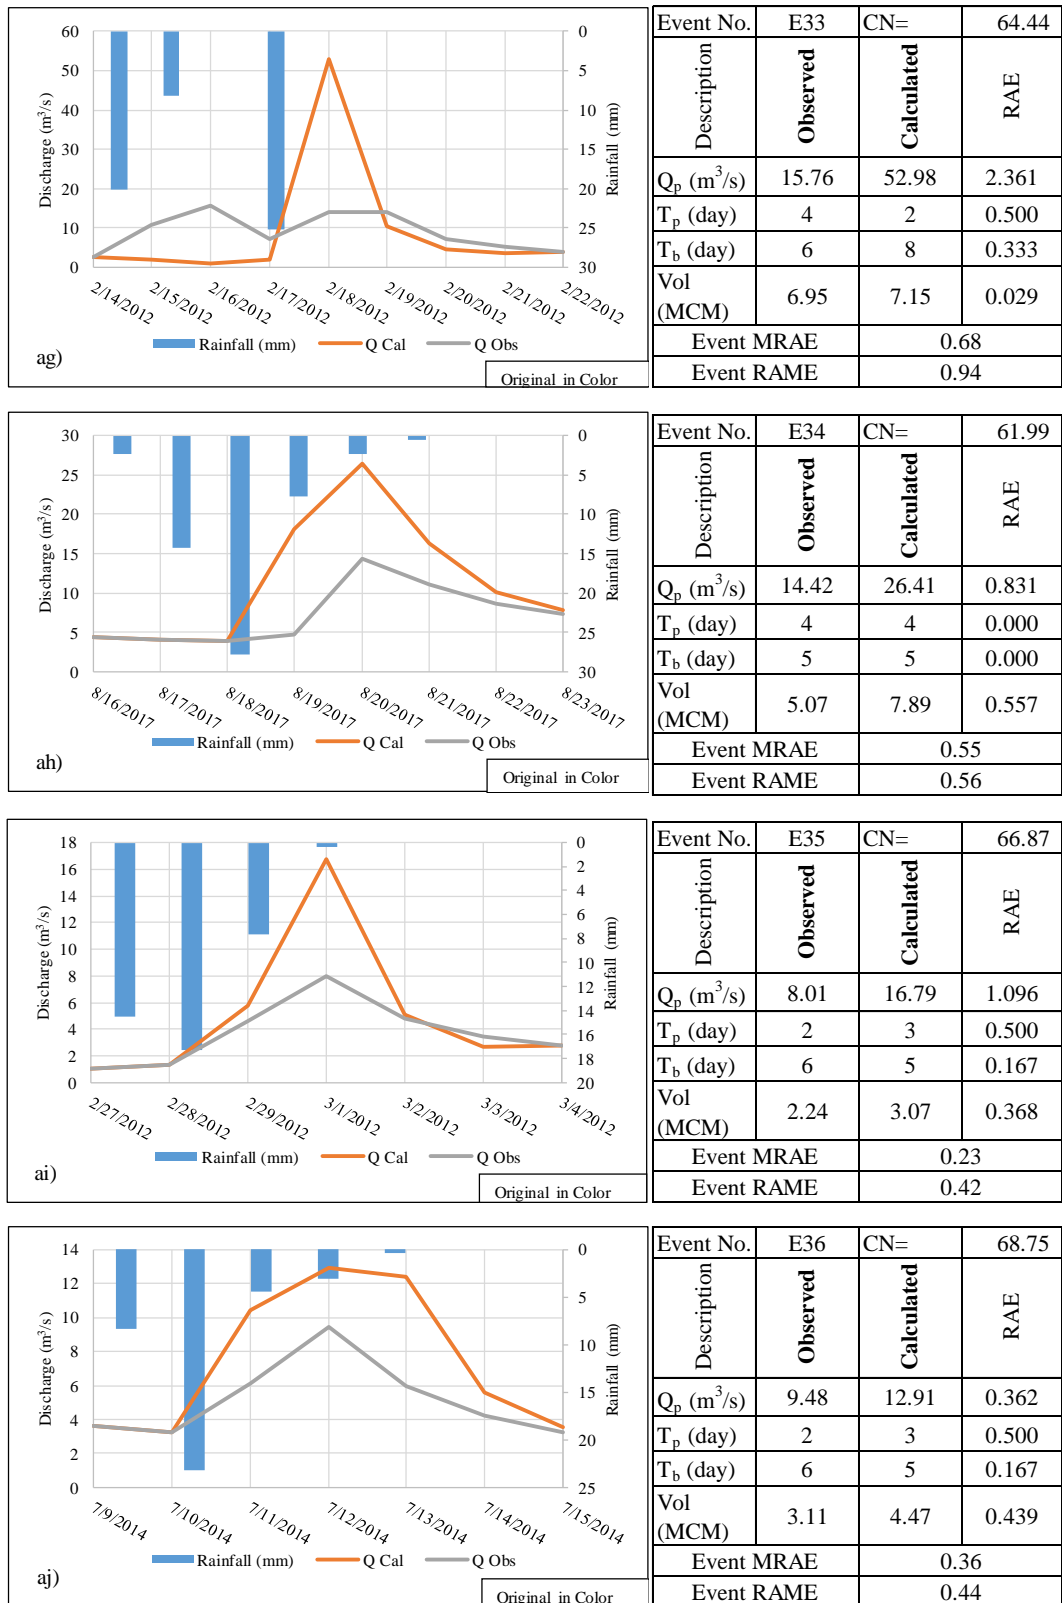 60
50
40
30
20
10
0
Discharge (m³/s)
0
5
10
15
20
25
30
Rainfall (mm)
2/14/2012
2/15/2012
2/16/2012
2/17/2012
2/18/2012
2/19/2012
2/20/2012
2/21/2012
2/22/2012
Rainfall (mm) Q Cal Q Obs
ag)
Original in Color
Event No. E33 CN= 64.44
Description Observed Calculated RAE
Qp (m³/s) 15.76 52.98 2.361
Tp (day) 4 2 0.500
Tb (day) 6 8 0.333
Vol
(MCM) 6.95 7.15 0.029
Event MRAE 0.68
Event RAME 0.94
30
25
20
15
10
5
0
Discharge (m³/s)
0
5
10
15
20
25
30
Rainfall (mm)
8/16/2017
8/17/2017
8/18/2017
8/19/2017
8/20/2017
8/21/2017
8/22/2017
8/23/2017
Rainfall (mm) Q Cal Q Obs
ah)
Original in Color
Event No. E34 CN= 61.99
Description Observed Calculated RAE
Qp (m³/s) 14.42 26.41 0.831
Tp (day) 4 4 0.000
Tb (day) 5 5 0.000
Vol
(MCM) 5.07 7.89 0.557
Event MRAE 0.55
Event RAME 0.56
18
16
14
12
10
8
6
4
2
0
Discharge (m³/s)
0
2
4
6
8
10
12
14
16
18
20
Rainfall (mm)
2/27/2012
2/28/2012
2/29/2012
3/1/2012
3/2/2012
3/3/2012
3/4/2012
Rainfall (mm) Q Cal Q Obs
ai)
Original in Color
Event No. E35 CN= 66.87
Description Observed Calculated RAE
Qp (m³/s) 8.01 16.79 1.096
Tp (day) 2 3 0.500
Tb (day) 6 5 0.167
Vol
(MCM) 2.24 3.07 0.368
Event MRAE 0.23
Event RAME 0.42
14
12
10
8
6
4
2
0
Discharge (m³/s)
0
5
10
15
20
25
Rainfall (mm)
7/9/2014
7/10/2014
7/11/2014
7/12/2014
7/13/2014
7/14/2014
7/15/2014
Rainfall (mm) Q Cal Q Obs
aj)
Original in Color
Event No. E36 CN= 68.75
Description Observed Calculated RAE
Qp (m³/s) 9.48 12.91 0.362
Tp (day) 2 3 0.500
Tb (day) 6 5 0.167
Vol
(MCM) 3.11 4.47 0.439
Event MRAE 0.36
Event RAME 0.44